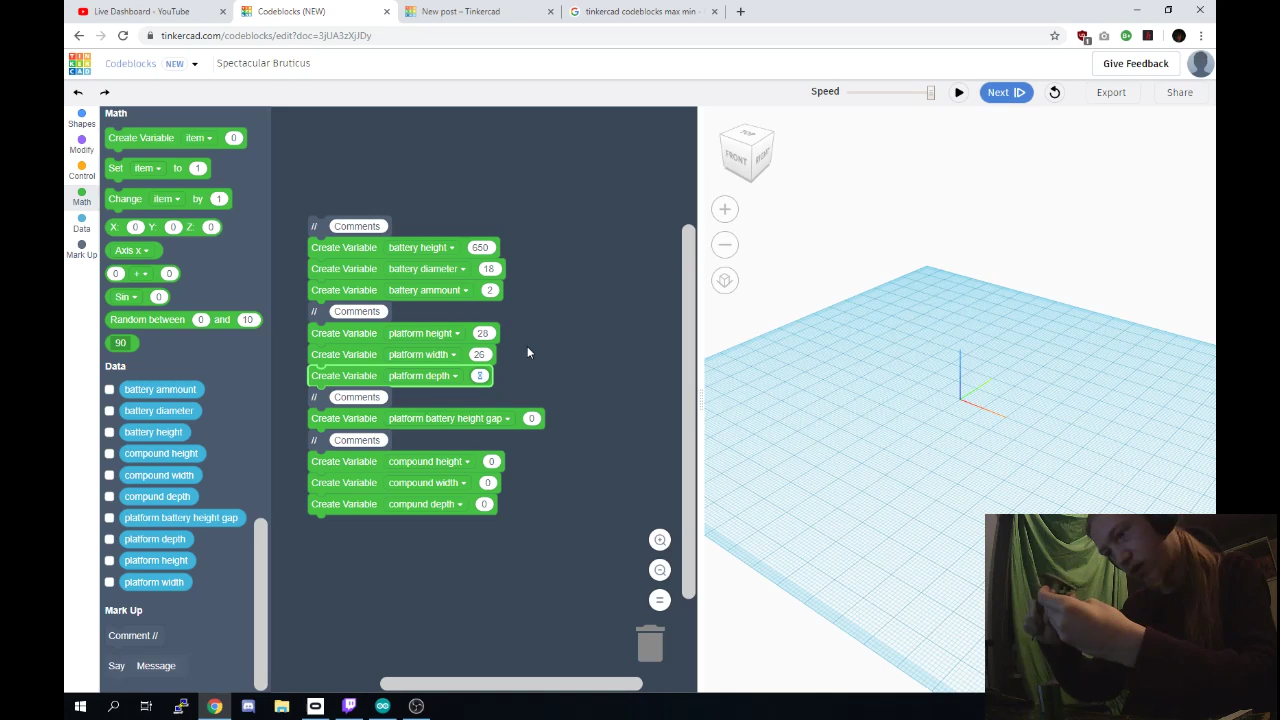 Live Dashboard - YouTube
Codeblocks (NEW)
New post – Tinkercad
tinkercad codeblocks max min -
tinkercad.com/codeblocks/edit?doc=3jUA3zXjJDy
TIN
KER
CAD
Codeblocks NEW
Spectacular Bruticus
Give Feedback
Speed
Next
Export
Share
Shapes
Modify
Control
Math
Data
Mark Up
Math
Create Variable item 0
Set item to 1
Change item by 1
X: 0 Y: 0 Z: 0
Axis x
0 + 0
Sin 0
Random between 0 and 10
90
Data
battery ammount
battery diameter
battery height
compound height
compound width
compund depth
platform battery height gap
platform depth
platform height
platform width
Mark Up
Comment //
Say Message
// Comments
Create Variable battery height 650
Create Variable battery diameter 18
Create Variable battery ammount 2
// Comments
Create Variable platform height 28
Create Variable platform width 26
Create Variable platform depth
// Comments
Create Variable platform battery height gap 0
// Comments
Create Variable compound height 0
Create Variable compound width 0
Create Variable compund depth 0
TOP
FRONT
RIGHT